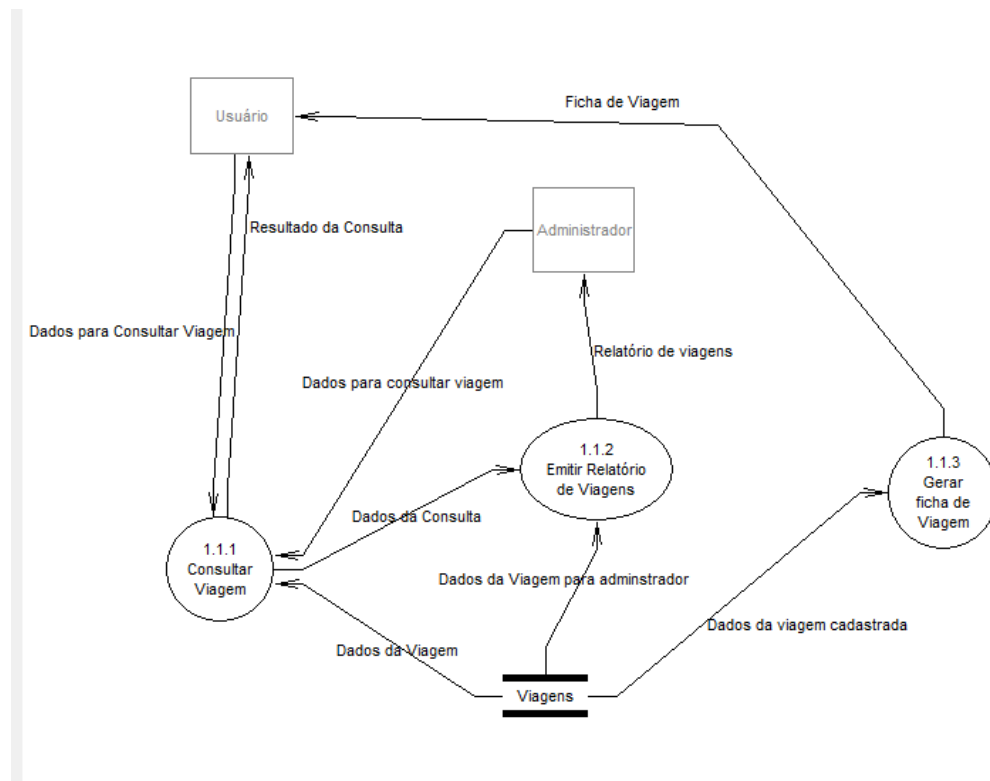 Ficha de Viagem
Usuário
Resultado da Consulta
Administrador
Dados para Consultar Viagem
Relatório de viagens
Dados para consultar viagem
1.1.2
Emitir Relatório
de Viagens
1.1.3
Gerar
ficha de
Viagem
Dados da Consulta
1.1.1
Consultar
Viagem
Dados da Viagem para adminstrador
Dados da viagem cadastrada
Dados da Viagem
Viagens